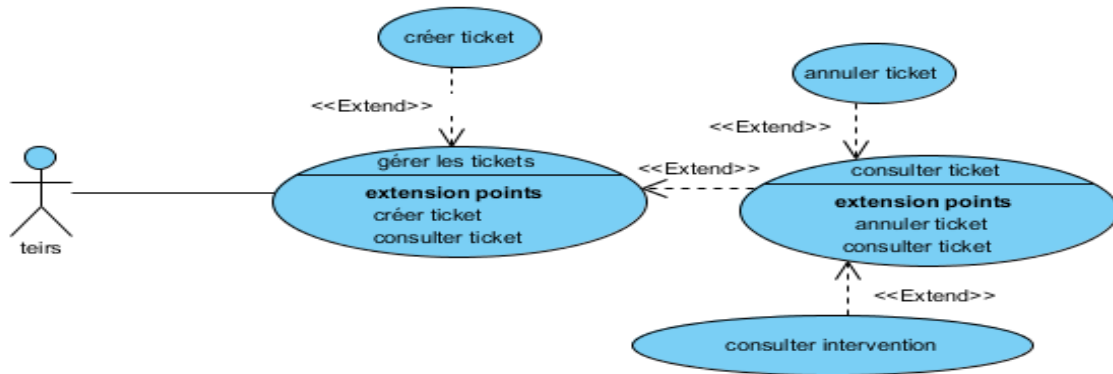 créer ticket
<<Extend>>
annuler ticket
<<Extend>>
gérer les tickets
extension points
créer ticket
consulter ticket
<<Extend>>
consulter ticket
extension points
annuler ticket
consulter ticket
teirs
<<Extend>>
consulter intervention